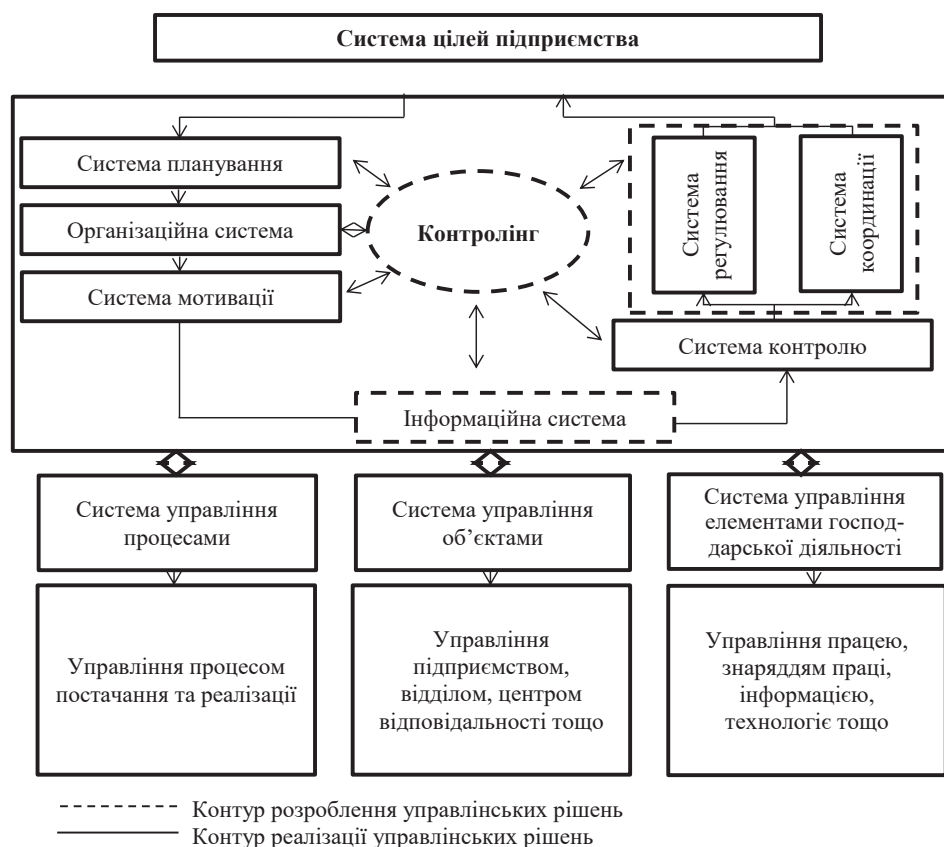 Система цілей підприємства
Система планування
Організаційна система
Система мотивації
Контролінг
Система
регулювання
Система
координації
Система контролю
Інформаційна система
Система управління
процесами
Система управління
об’єктами
Система управління
елементами господ-
дарської діяльності
Управління процесом
постачання та реалізації
Управління
підприємством,
відділом, центром
відповідальності тощо
Управління працею,
знаряддям праці,
інформацією,
технологіє тощо
Контур розроблення управлінських рішень
Контур реалізації управлінських рішень